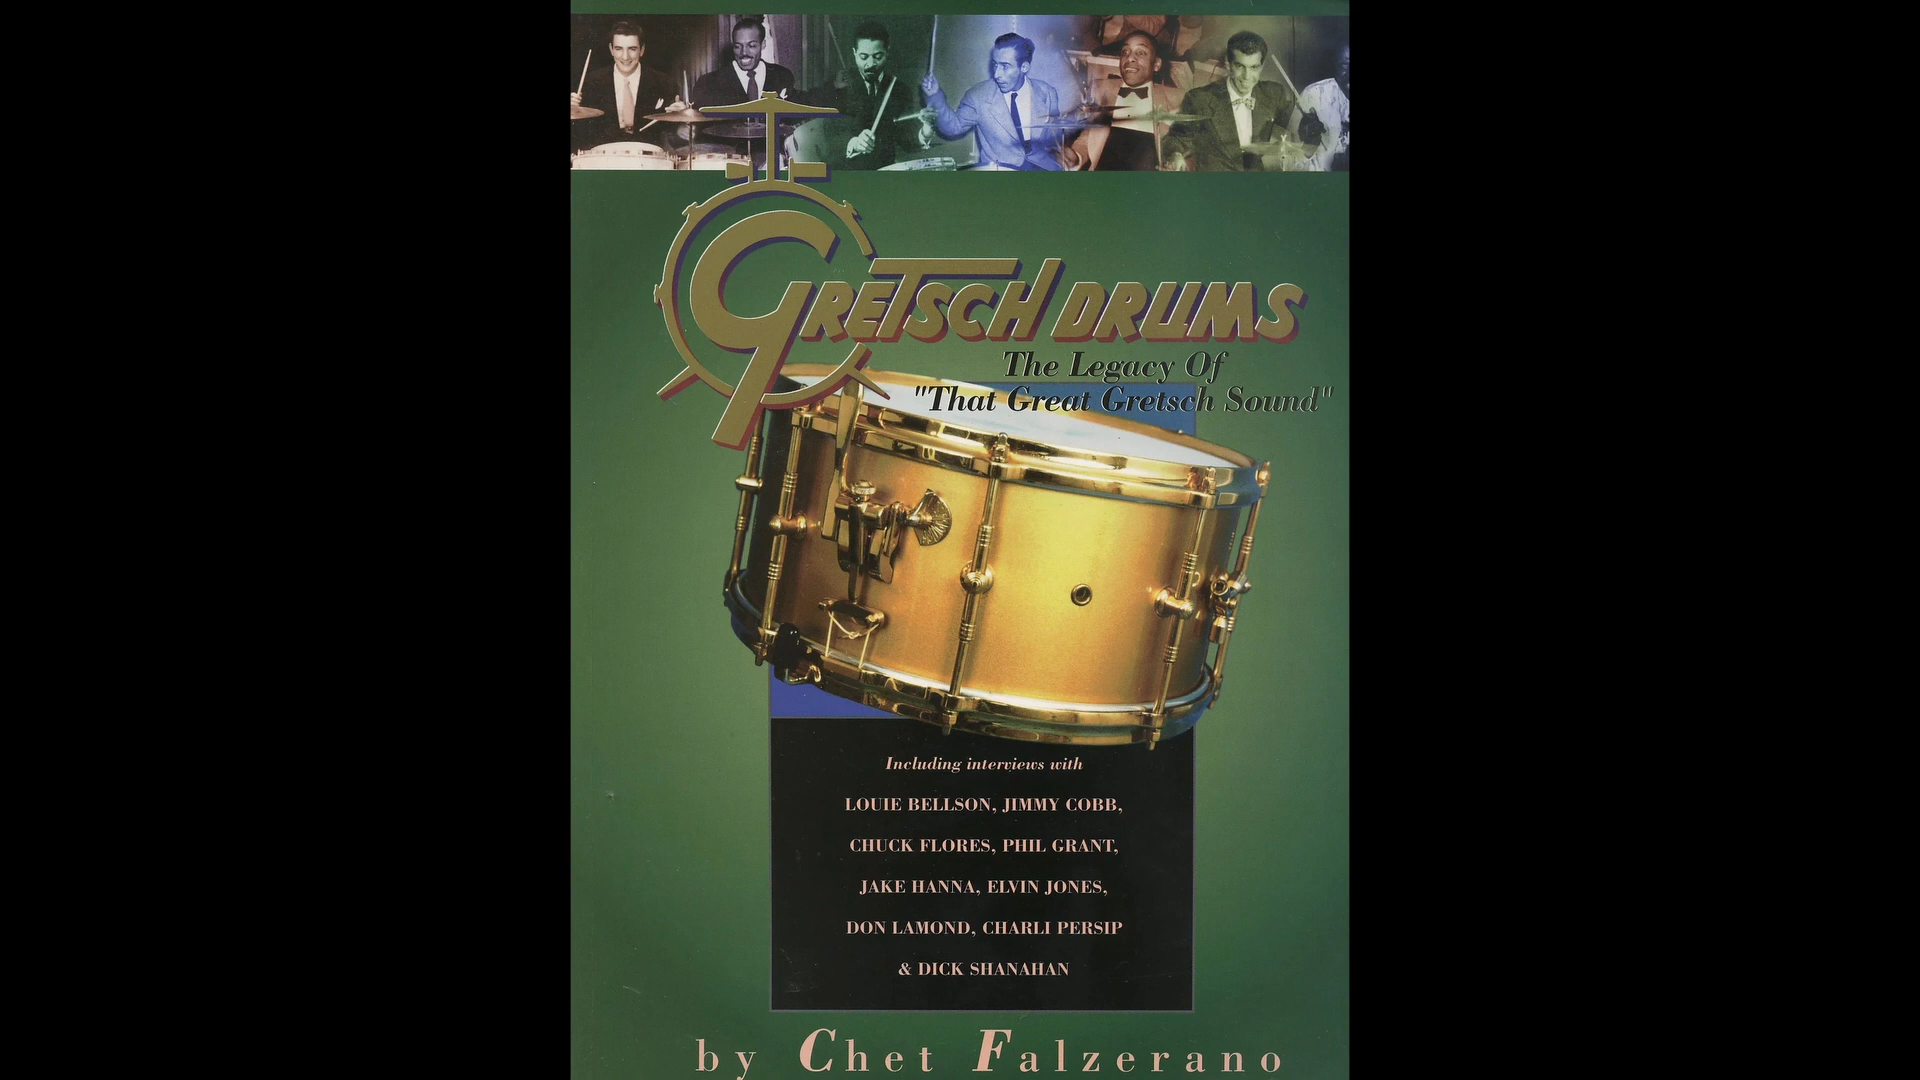 GRETSCH DRUMS
The Legacy Of
"That Great Gretsch Sound"
Including interviews with
LOUIE BELLSON, JIMMY COBB,
CHUCK FLORES, PHIL GRANT,
JAKE HANNA, ELVIN JONES,
DON LAMOND, CHARLI PERSIP
& DICK SHANAHAN
by Chet Falzerano